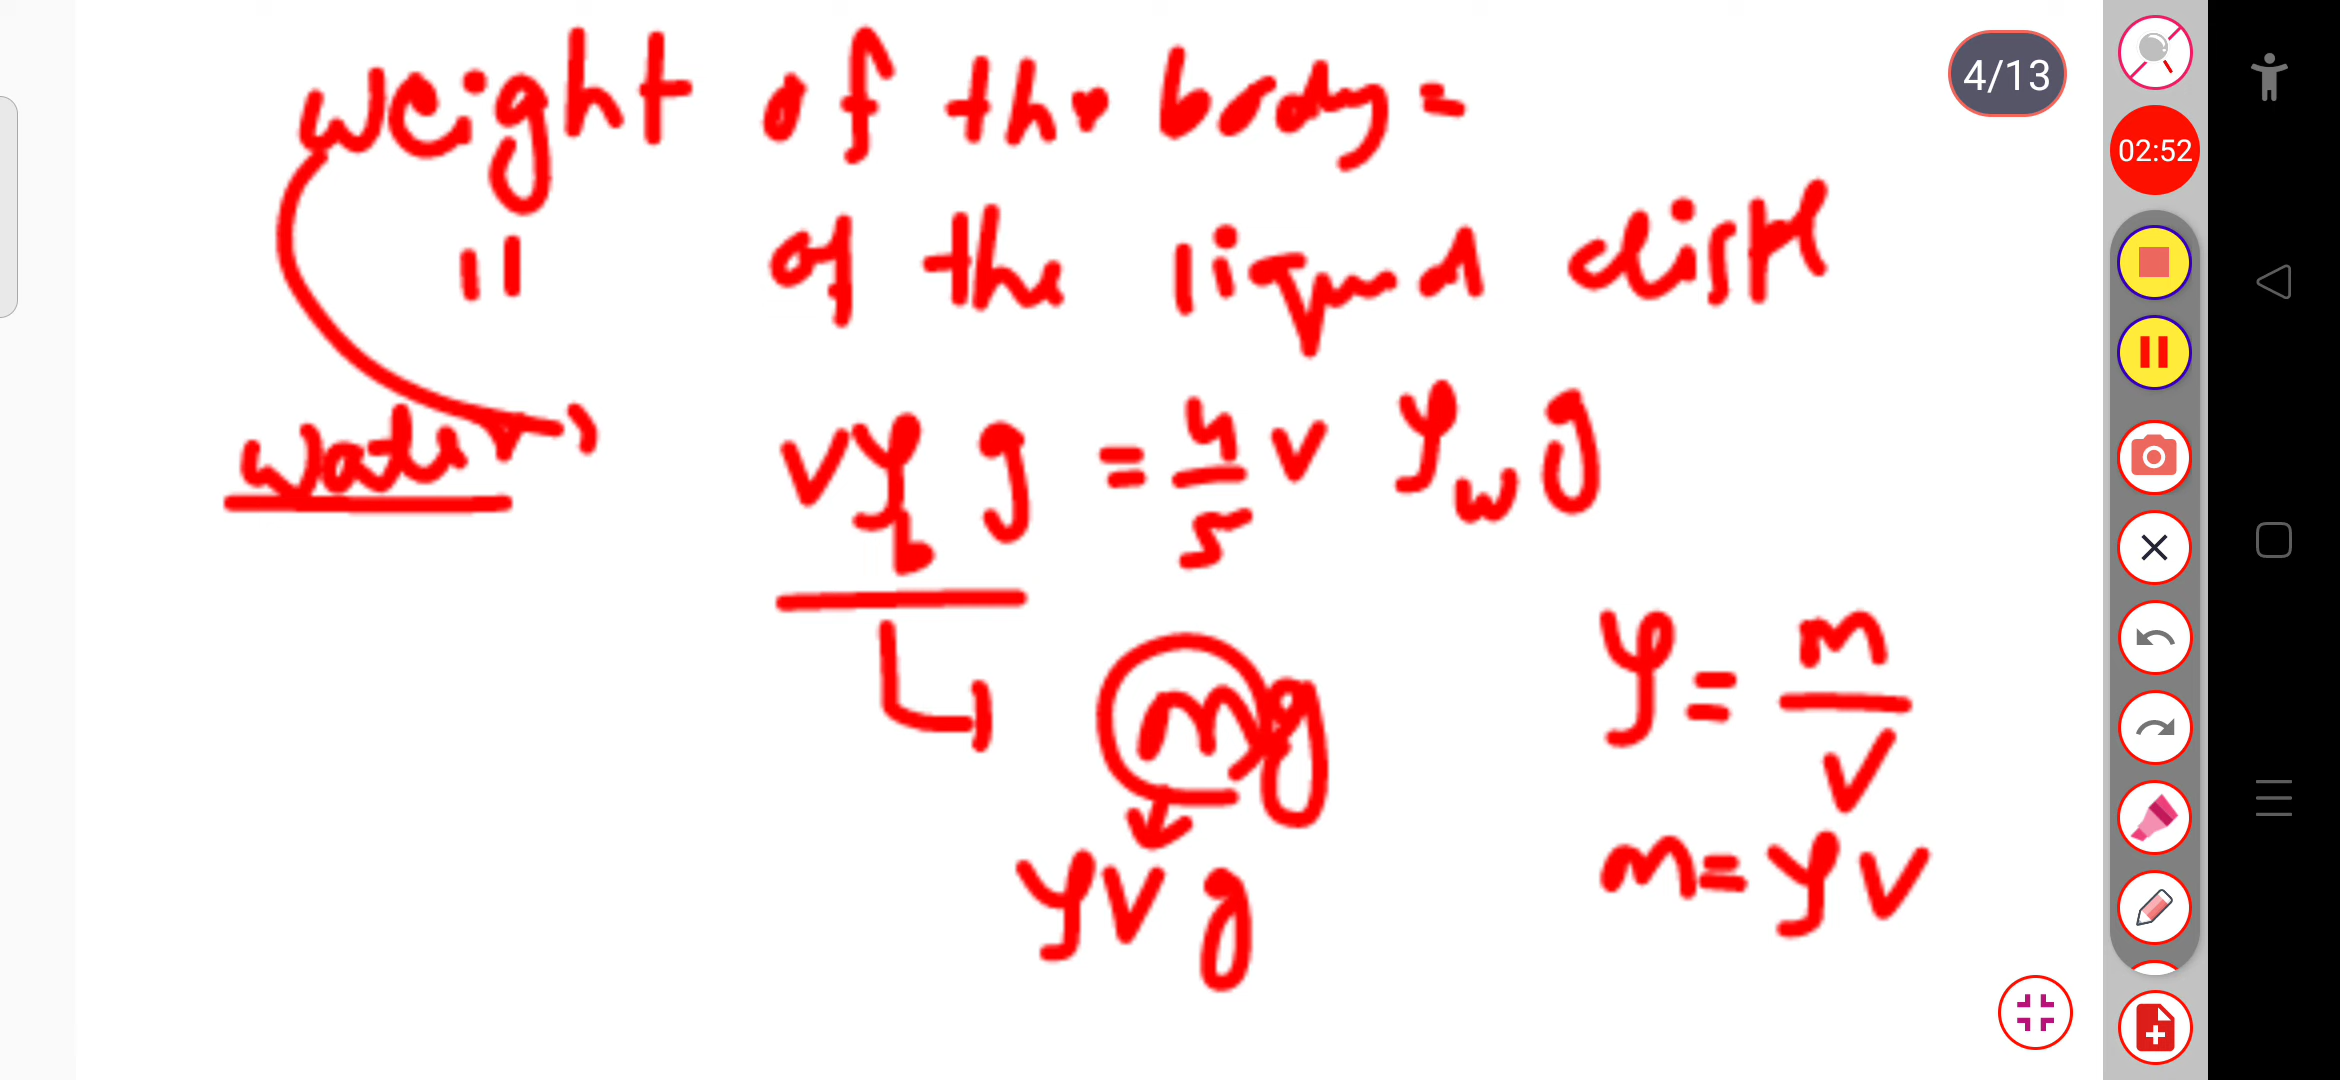 weight of the body =
4/13
02:52
" of the liquid displ
water
Vρ_b g = 4/5 V ρ_w g
mg
ρ = m/V
ρVg
m = ρV